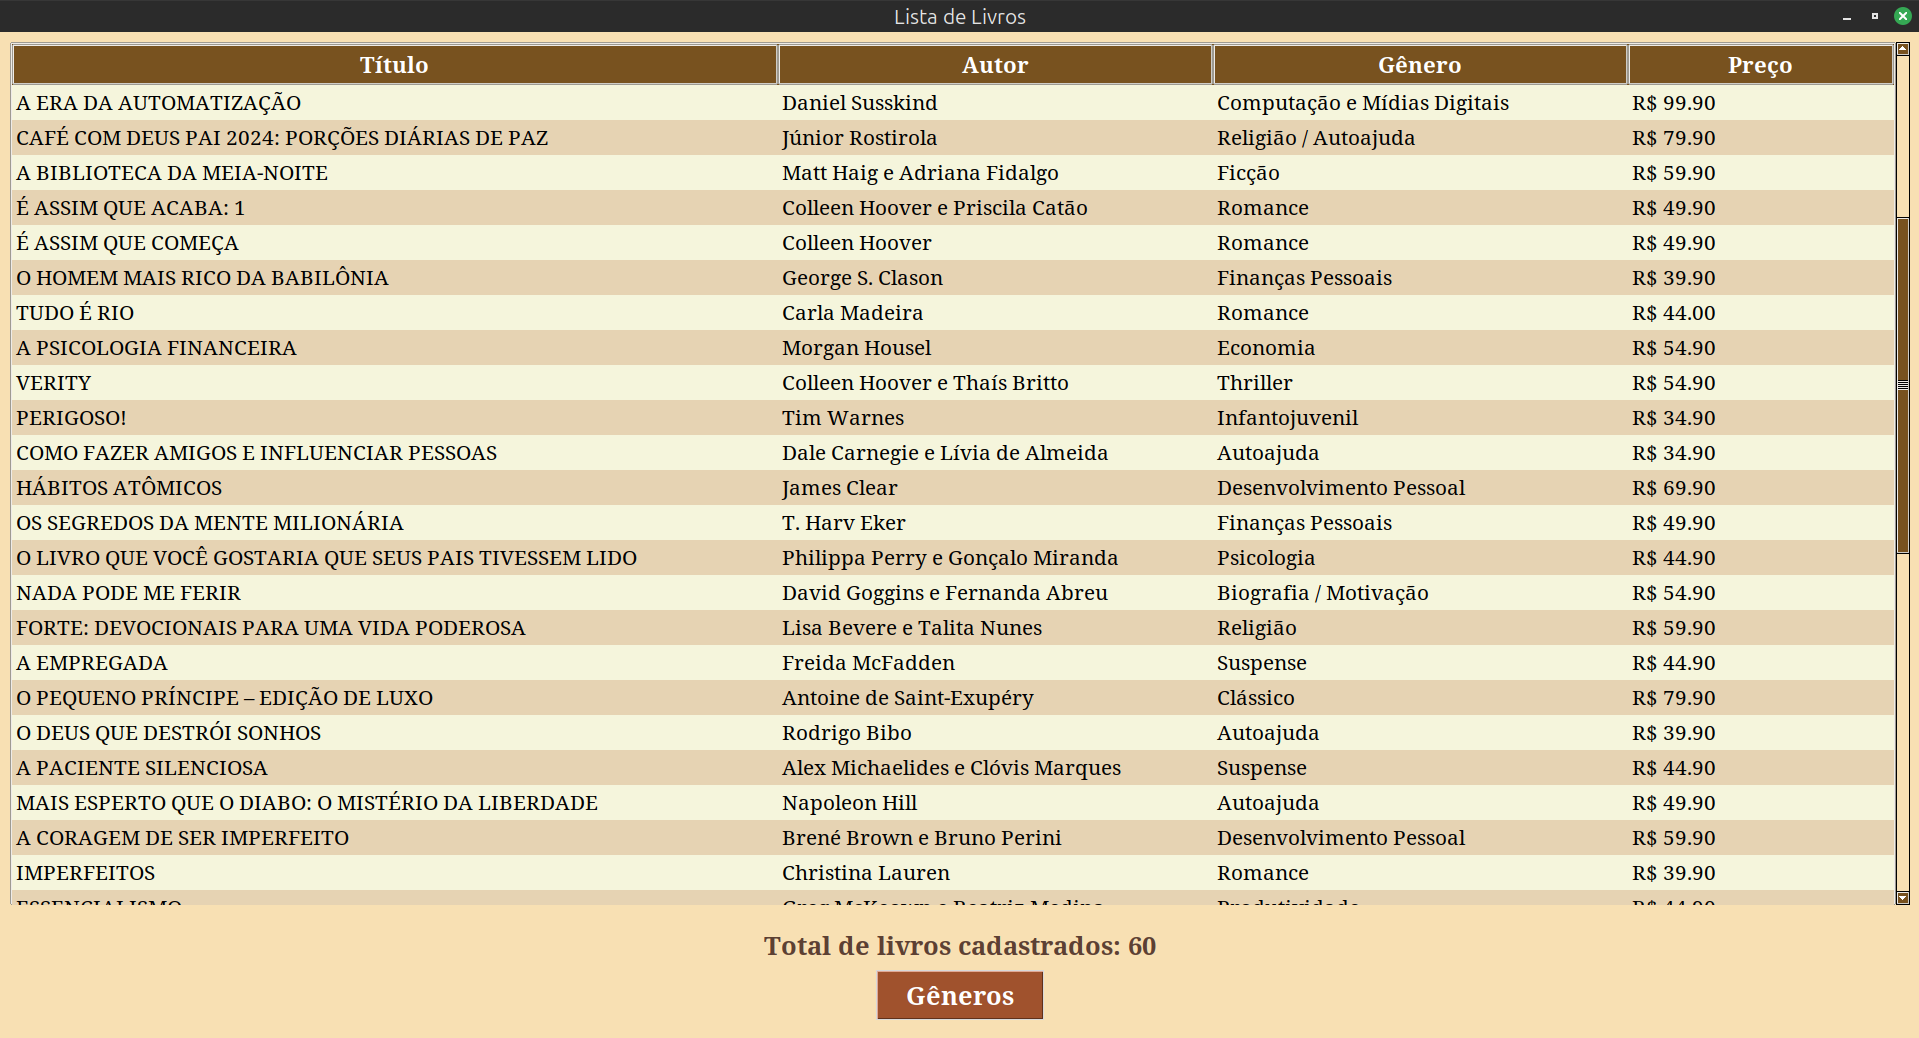 Lista de Livros
Título Autor Gênero Preço
A ERA DA AUTOMATIZAÇÃO Daniel Susskind Computação e Mídias Digitais R$ 99.90
CAFÉ COM DEUS PAI 2024: PORÇÕES DIÁRIAS DE PAZ Júnior Rostirola Religião / Autoajuda R$ 79.90
A BIBLIOTECA DA MEIA-NOITE Matt Haig e Adriana Fidalgo Ficção R$ 59.90
É ASSIM QUE ACABA: 1 Colleen Hoover e Priscila Catão Romance R$ 49.90
É ASSIM QUE COMEÇA Colleen Hoover Romance R$ 49.90
O HOMEM MAIS RICO DA BABILÔNIA George S. Clason Finanças Pessoais R$ 39.90
TUDO É RIO Carla Madeira Romance R$ 44.00
A PSICOLOGIA FINANCEIRA Morgan Housel Economia R$ 54.90
VERITY Colleen Hoover e Thaís Britto Thriller R$ 54.90
PERIGOSO! Tim Warnes Infantojuvenil R$ 34.90
COMO FAZER AMIGOS E INFLUENCIAR PESSOAS Dale Carnegie e Lívia de Almeida Autoajuda R$ 34.90
HÁBITOS ATÔMICOS James Clear Desenvolvimento Pessoal R$ 69.90
OS SEGREDOS DA MENTE MILIONÁRIA T. Harv Eker Finanças Pessoais R$ 49.90
O LIVRO QUE VOCÊ GOSTARIA QUE SEUS PAIS TIVESSEM LIDO Philippa Perry e Gonçalo Miranda Psicologia R$ 44.90
NADA PODE ME FERIR David Goggins e Fernanda Abreu Biografia / Motivação R$ 54.90
FORTE: DEVOCIONAIS PARA UMA VIDA PODEROSA Lisa Bevere e Talita Nunes Religião R$ 59.90
A EMPREGADA Freida McFadden Suspense R$ 44.90
O PEQUENO PRÍNCIPE – EDIÇÃO DE LUXO Antoine de Saint-Exupéry Clássico R$ 79.90
O DEUS QUE DESTRÓI SONHOS Rodrigo Bibo Autoajuda R$ 39.90
A PACIENTE SILENCIOSA Alex Michaelides e Clóvis Marques Suspense R$ 44.90
MAIS ESPERTO QUE O DIABO: O MISTÉRIO DA LIBERDADE Napoleon Hill Autoajuda R$ 49.90
A CORAGEM DE SER IMPERFEITO Brené Brown e Bruno Perini Desenvolvimento Pessoal R$ 59.90
IMPERFEITOS Christina Lauren Romance R$ 39.90
Total de livros cadastrados: 60
Gêneros